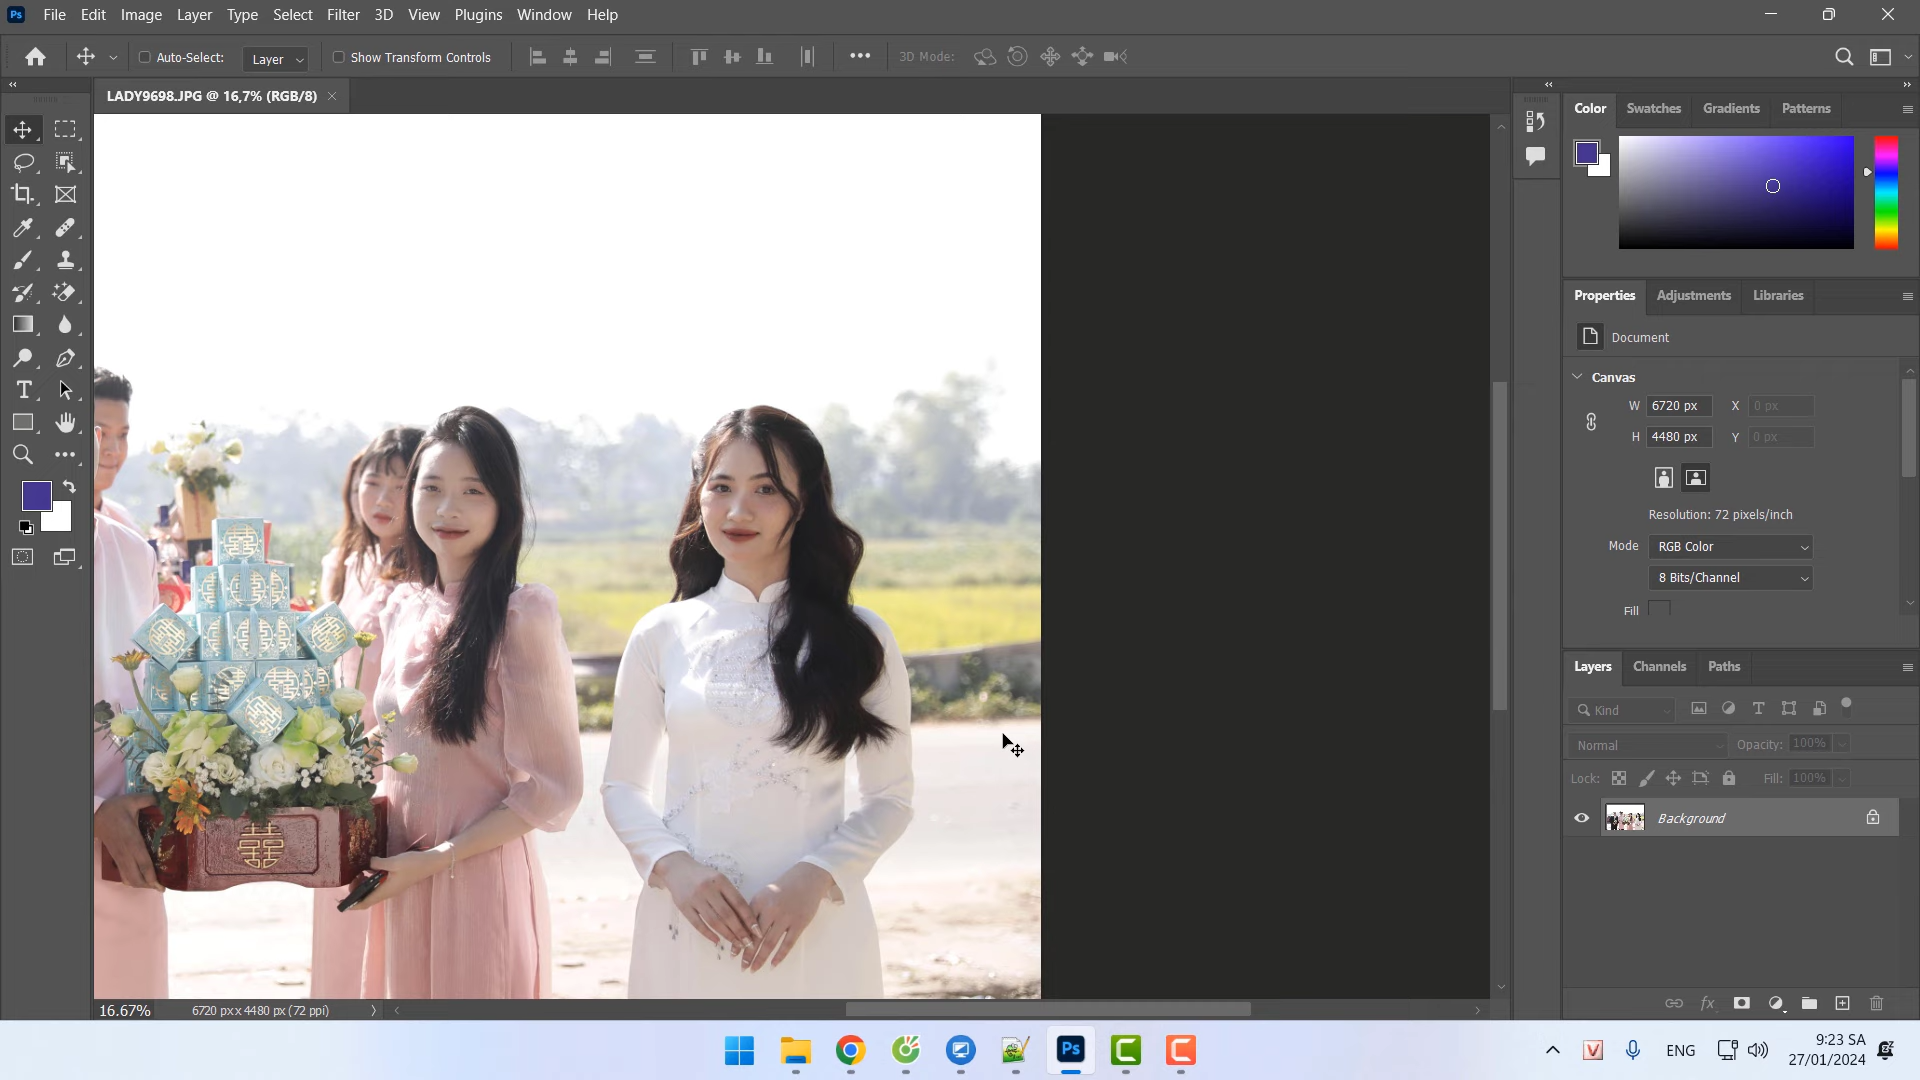 Ps File Edit Image Layer Type Select Filter 3D View Plugins Window Help
Auto-Select: Layer Show Transform Controls 3D Mode:
LADY9698.JPG @ 16,7% (RGB/8)
Color Swatches Gradients Patterns
Properties Adjustments Libraries
Document
Canvas
W 6720 px X 0 px
H 4480 px Y 0 px
Resolution: 72 pixels/inch
Mode RGB Color
8 Bits/Channel
Fill
Layers Channels Paths
Kind
Normal Opacity: 100%
Lock: Fill: 100%
Background
囍
16.67% 6720 px x 4480 px (72 ppi)
Ps ENG 9:23 SA
27/01/2024